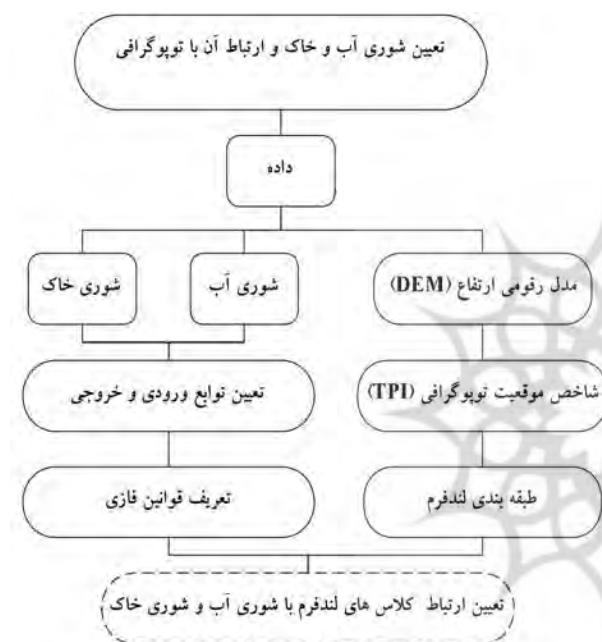 تعیین شوری آب و خاک و ارتباط آن با توپوگرافی
داده
مدل رقومی ارتفاع (DEM)
شوری آب
شوری خاک
شاخص موقعیت توپوگرافی (TPI)
تعیین توابع ورودی و خروجی
طبقه بندی لندفرم
تعریف قوانین فازی
تعیین ارتباط کلاس های لندفرم با شوری آب و شوری خاک